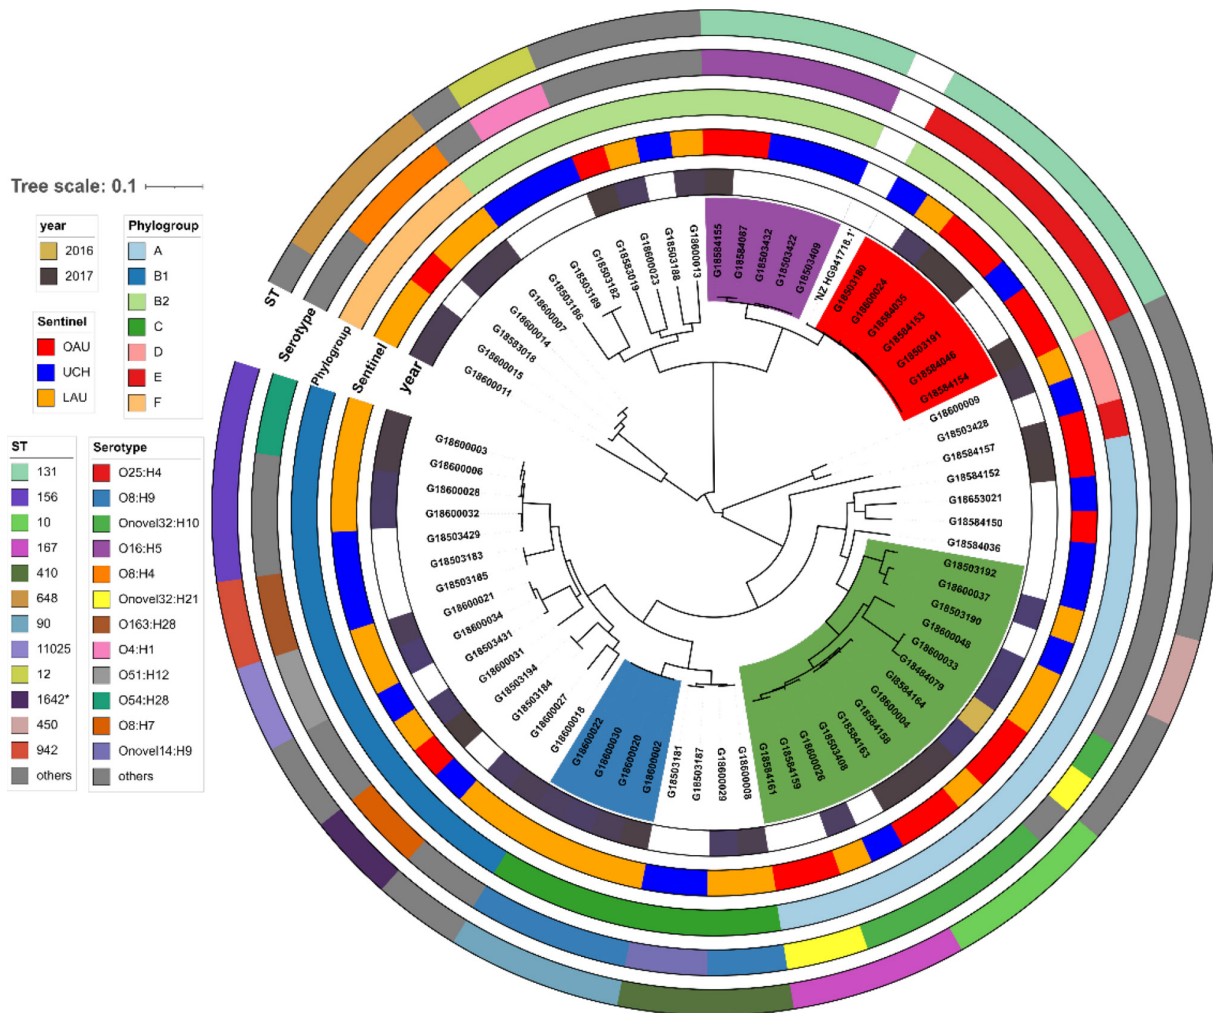 Tree scale: 0.1
year
2016
2017
Sentinel
OAU
UCH
LAU
Phylogroup
A
B1
B2
C
D
E
F
ST
131
156
10
167
410
648
90
11025
12
1642*
450
942
others
Serotype
O25:H4
O8:H9
Onovel32:H10
O16:H5
O8:H4
Onovel32:H21
O163:H28
O4:H1
O51:H12
O54:H28
O8:H7
Onovel14:H9
others
ST
Serotype
Phylogroup
Sentinel
year
G18600011
G18600015
G18583018
G18600014
G18600007
G18503186
G18503189
G18503182
G18583019
G18600023
G18503188
G18600013
G18584155
G18584087
G18503432
G18503422
G18503409
'NZ HG941718.1'
G18503180
G18600024
G18584035
G18584153
G18503191
G18584046
G18584154
G18600009
G18503428
G18584157
G18584152
G18653021
G18584150
G18584036
G18503192
G18600037
G18503190
G18600048
G18600033
G18484079
GI8584164
G18600004
G18584158
G18584163
G18503408
G18600026
G18584159
G18584161
G18600008
G18600029
G18503187
G18503181
G18600002
G18600020
G18600030
G18600022
G18600018
G18600027
G18503184
G18503194
G18600031
G18503431
G18600034
G18600021
G18503185
G18503183
G18503429
G18600032
G18600028
G18600006
G18600003